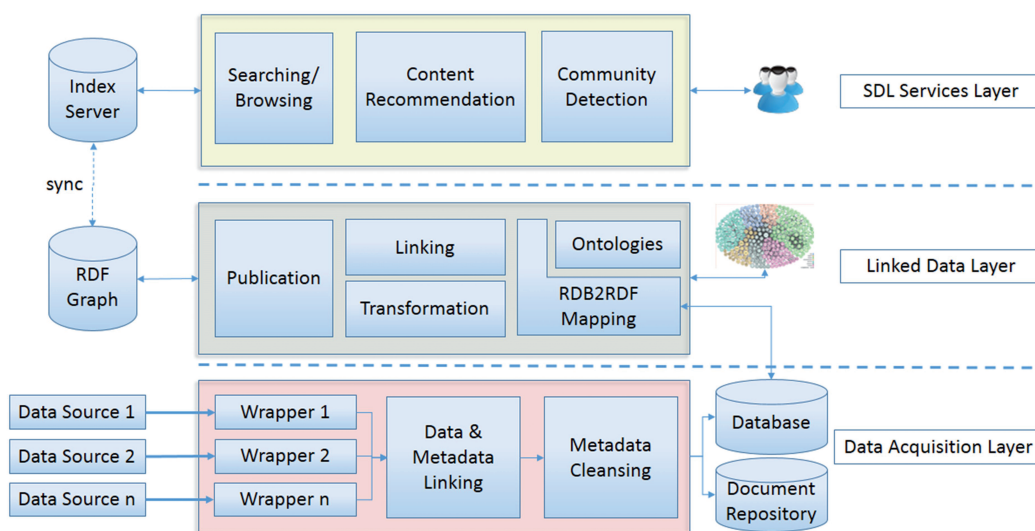 Index
Server
Searching/
Browsing
Content
Recommendation
Community
Detection
SDL Services Layer
sync
RDF
Graph
Publication
Linking
Transformation
Ontologies
RDB2RDF
Mapping
Linked Data Layer
Data Source 1
Data Source 2
Data Source n
Wrapper 1
Wrapper 2
Wrapper n
Data &
Metadata
Linking
Metadata
Cleansing
Database
Document
Repository
Data Acquisition Layer